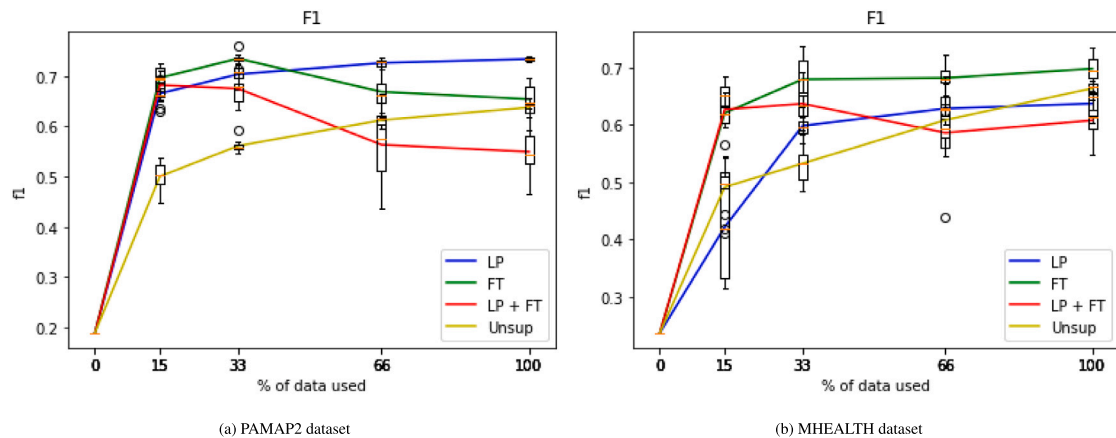 F1
f1
0.7
0.6
0.5
0.4
0.3
0.2
LP
FT
LP + FT
Unsup
0 15 33 66 100
% of data used
(a) PAMAP2 dataset
F1
f1
0.7
0.6
0.5
0.4
0.3
LP
FT
LP + FT
Unsup
0 15 33 66 100
% of data used
(b) MHEALTH dataset